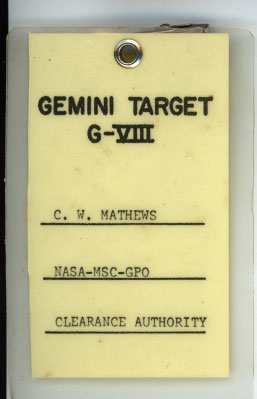 GEMINI TARGET
G-VIII
C. W. MATHEWS
NASA-MSC-GPO
CLEARANCE AUTHORITY